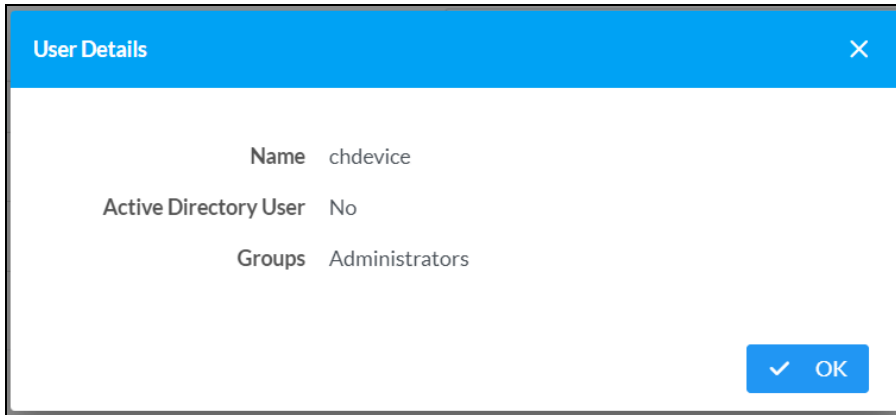 User Details
Name chdevice
Active Directory User No
Groups Administrators
OK